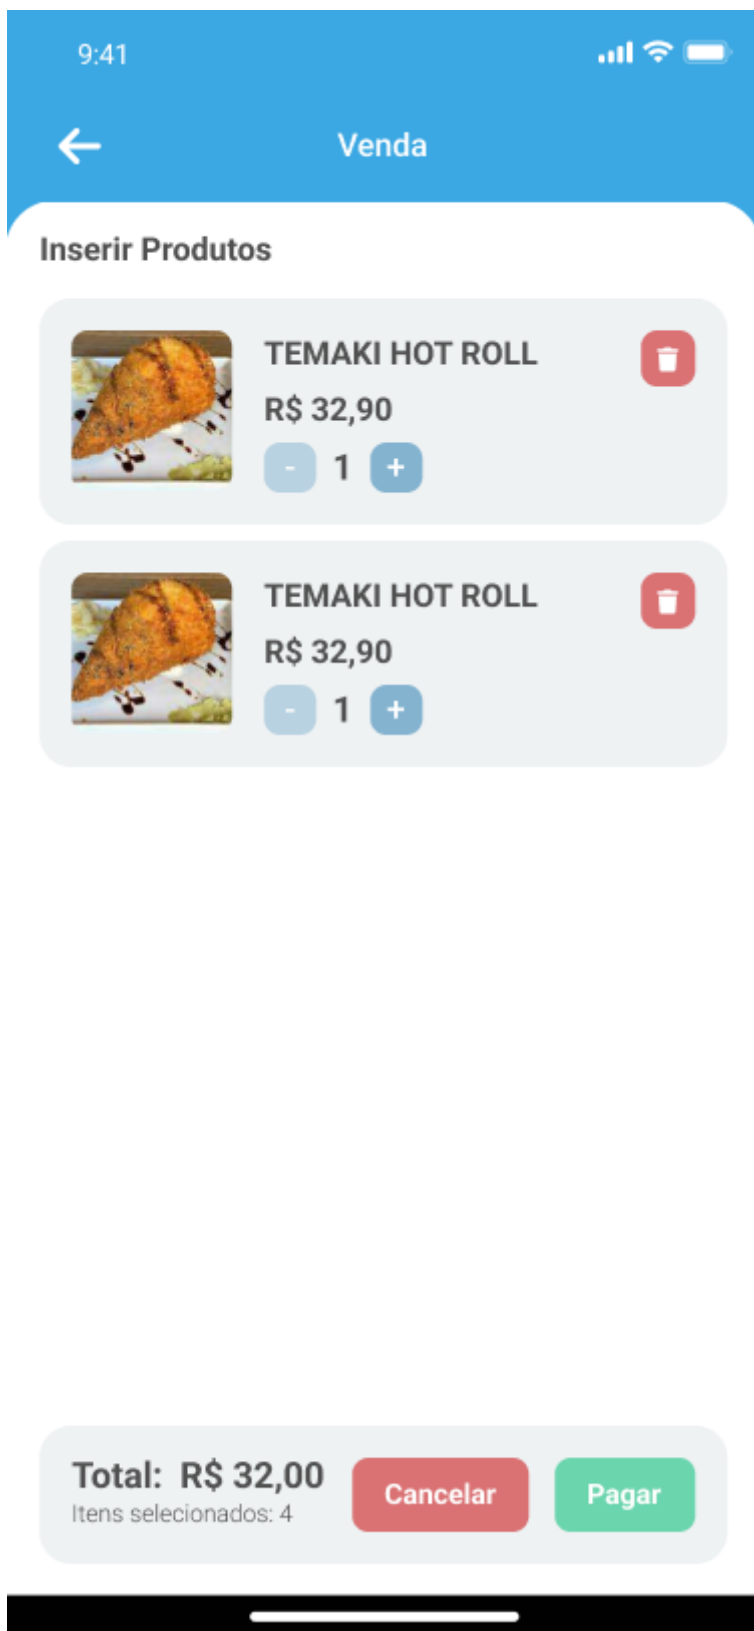 9:41
Venda
Inserir Produtos
TEMAKI HOT ROLL
R$ 32,90
- 1 +
TEMAKI HOT ROLL
R$ 32,90
- 1 +
Total: R$ 32,00
Itens selecionados: 4
Cancelar
Pagar